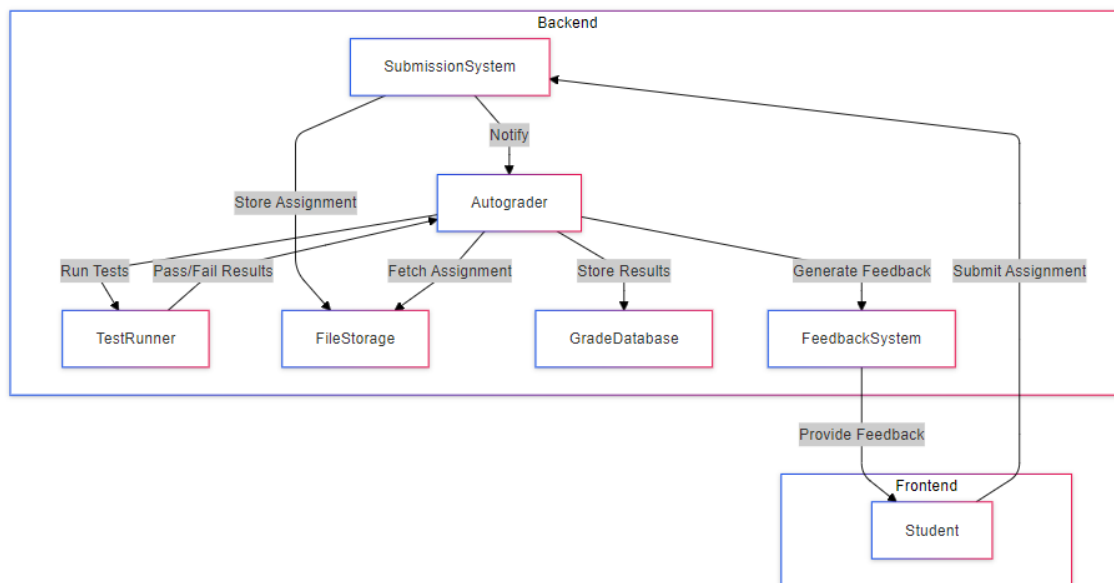 Backend
SubmissionSystem
Notify
Store Assignment
Autograder
Run Tests
Pass/Fail Results
Fetch Assignment
Store Results
Generate Feedback
Submit Assignment
TestRunner
FileStorage
GradeDatabase
FeedbackSystem
Provide Feedback
Frontend
Student